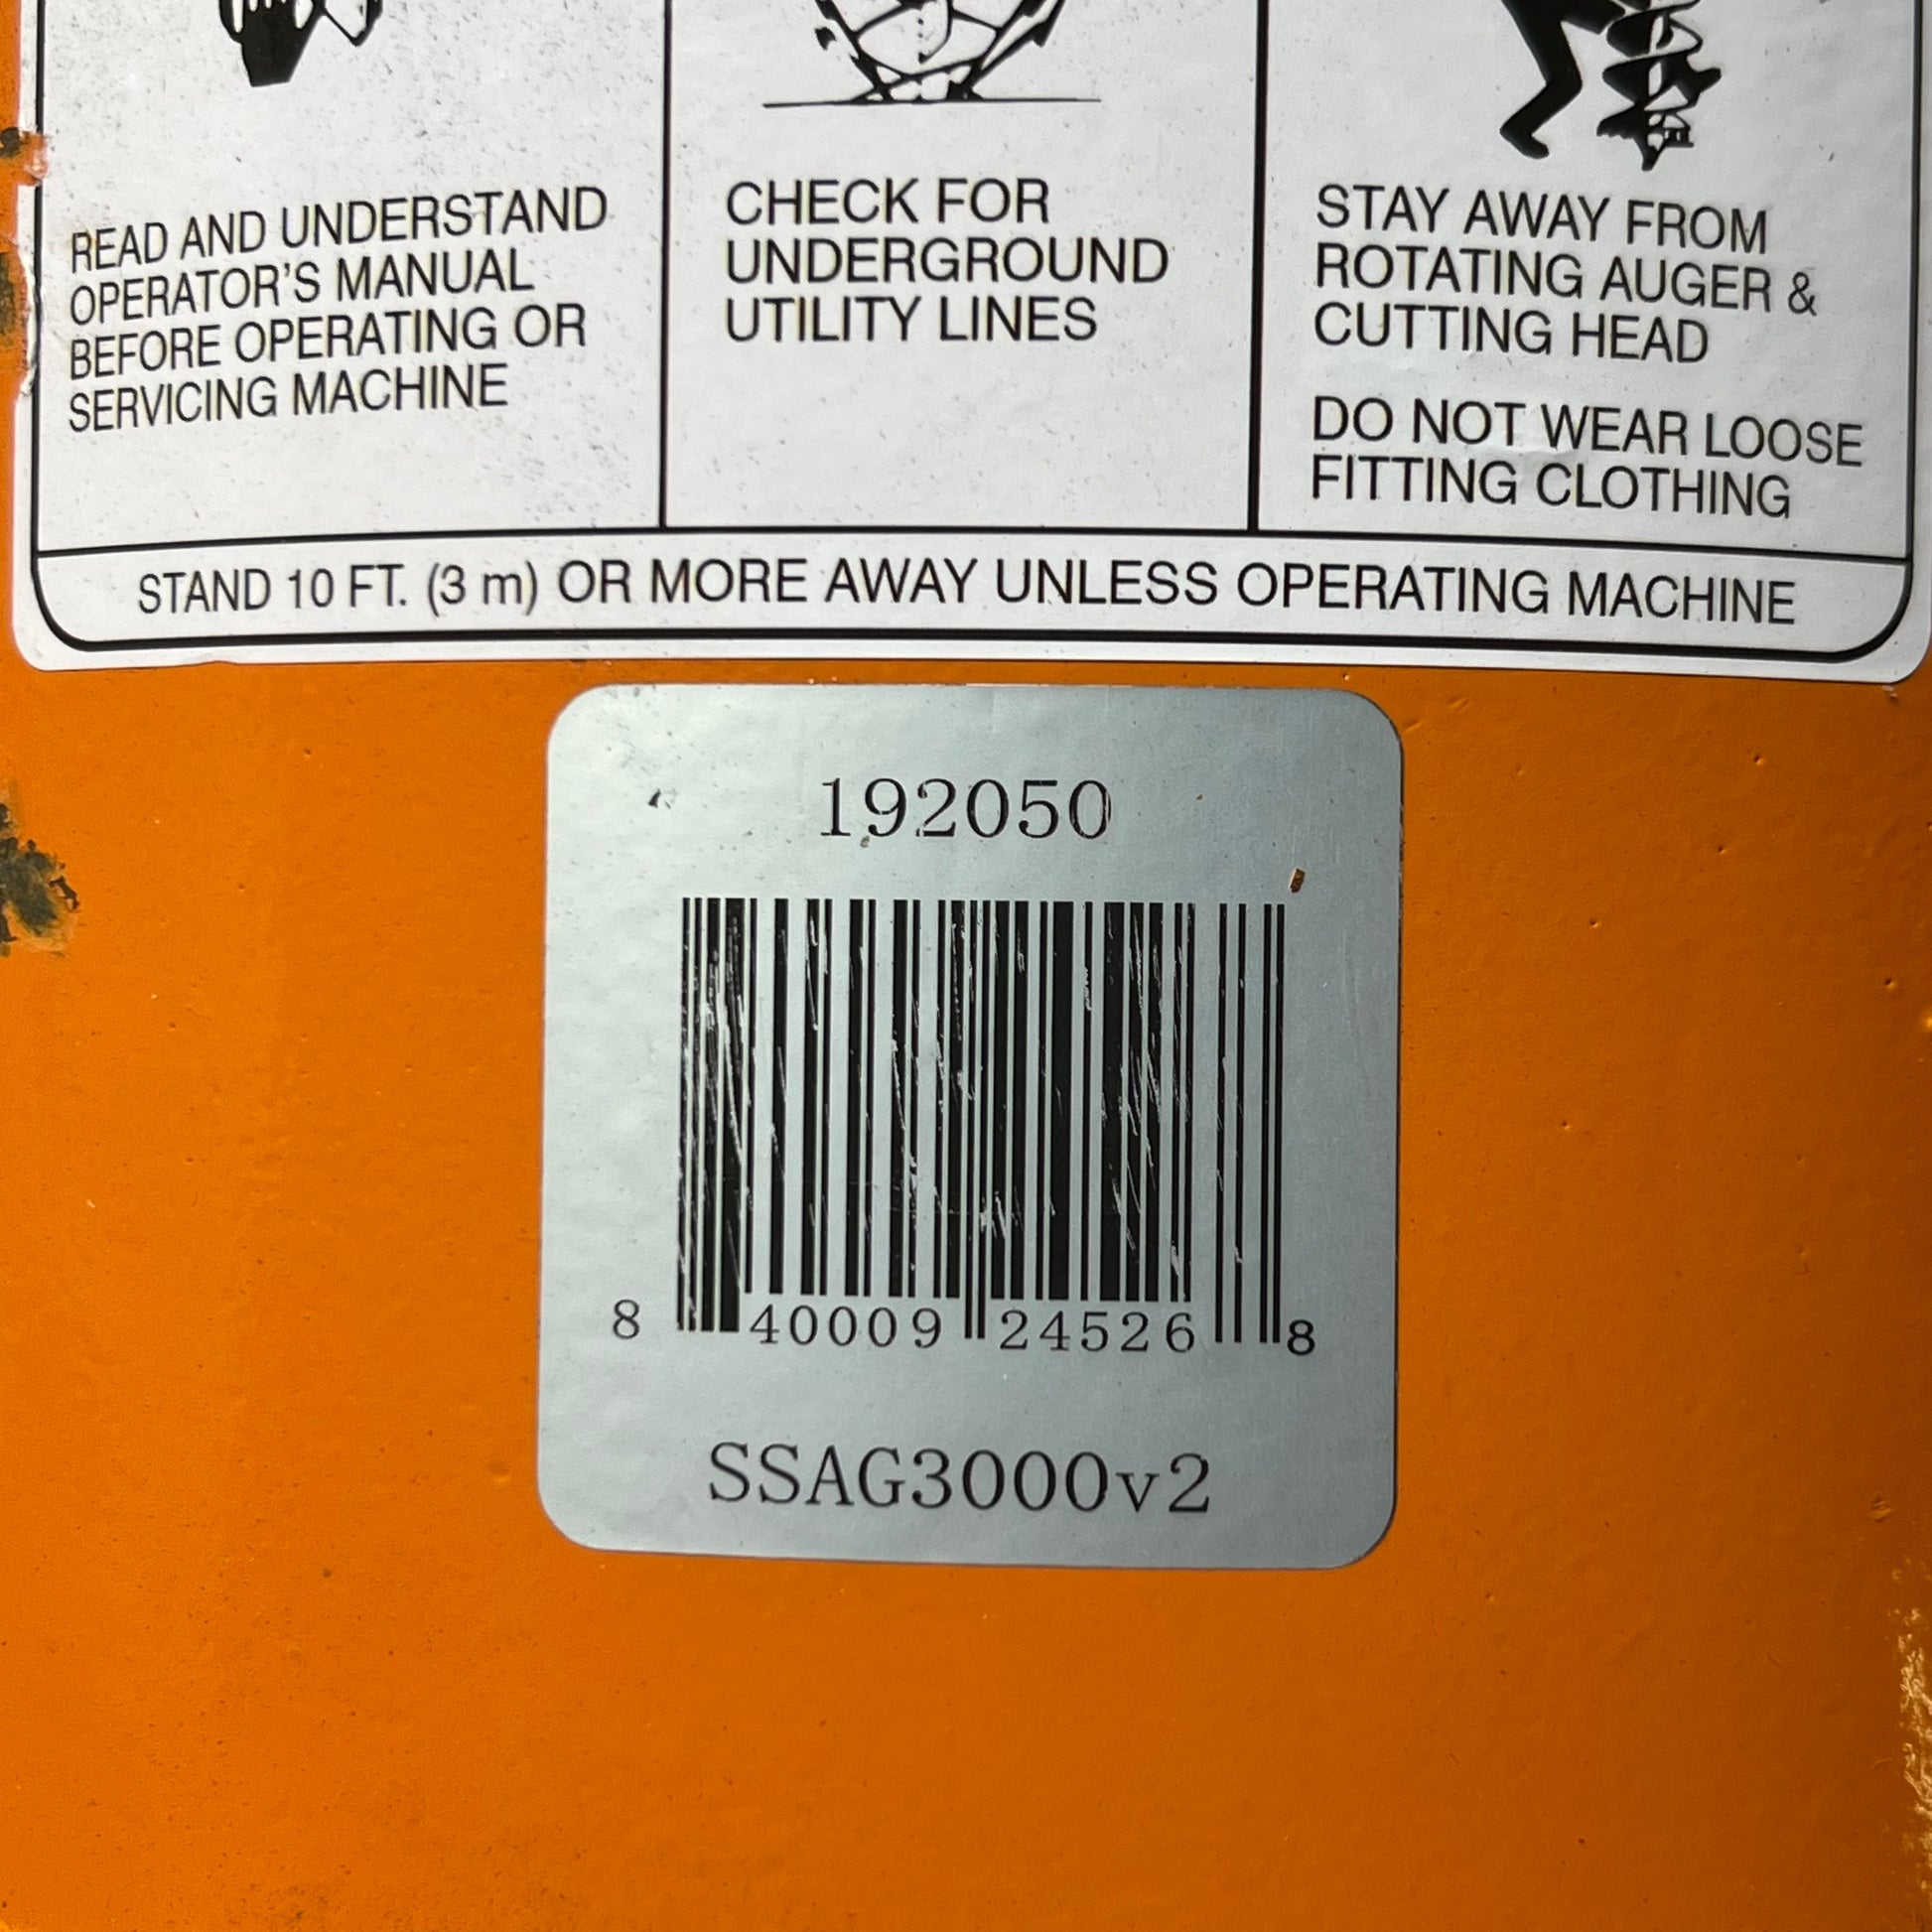 READ AND UNDERSTAND
OPERATOR'S MANUAL
BEFORE OPERATING OR
SERVICING MACHINE
CHECK FOR
UNDERGROUND
UTILITY LINES
STAY AWAY FROM
ROTATING AUGER &
CUTTING HEAD
DO NOT WEAR LOOSE
FITTING CLOTHING
STAND 10 FT. (3 m) OR MORE AWAY UNLESS OPERATING MACHINE
192050
8 40009 24526 8
SSAG3000v2